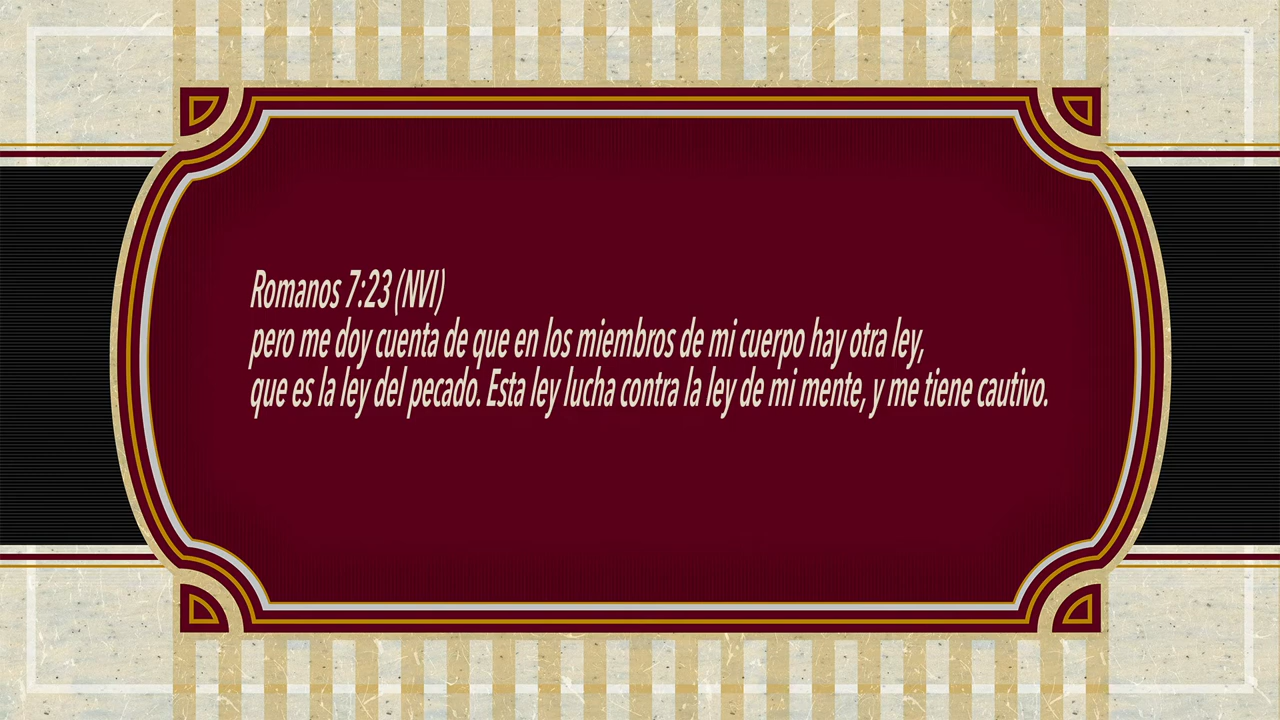 Romanos 7:23 (NVI)
pero me doy cuenta de que en los miembros de mi cuerpo hay otra ley,
que es la ley del pecado. Esta ley lucha contra la ley de mi mente, y me tiene cautivo.